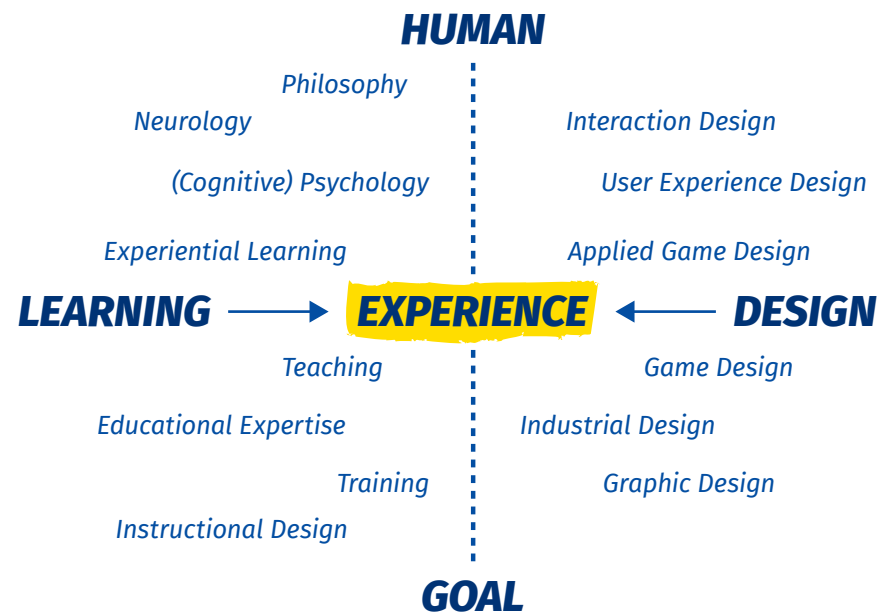 HUMAN
Philosophy
Neurology
Interaction Design
(Cognitive) Psychology
User Experience Design
Experiential Learning
Applied Game Design
LEARNING
EXPERIENCE
DESIGN
Teaching
Game Design
Educational Expertise
Industrial Design
Training
Graphic Design
Instructional Design
GOAL